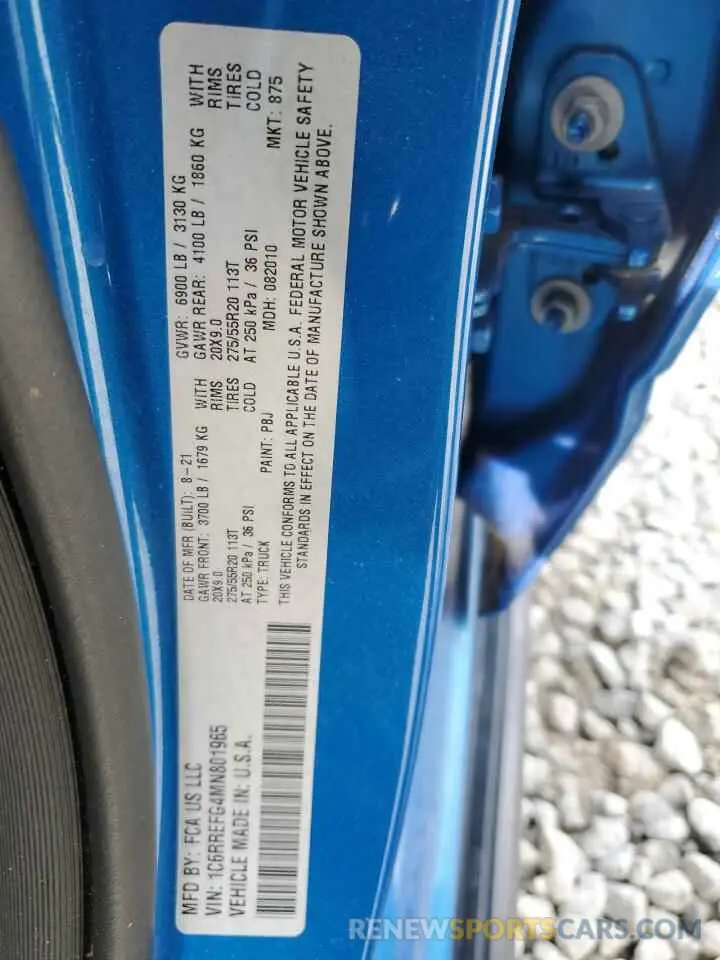 MFD BY: FCA US LLC
DATE OF MFR (BUILT): 8-21
GVWR: 6900 LB / 3130 KG
VIN: 1C6RREFG4MN801965
GAWR FRONT: 3700 LB / 1679 KG WITH
GAWR REAR: 4100 LB / 1860 KG WITH
VEHICLE MADE IN: U.S.A.
20X9.0 RIMS
20X9.0 RIMS
275/55R20 113T TIRES
275/55R20 113T TIRES
AT 250 kPa / 36 PSI COLD
AT 250 kPa / 36 PSI COLD
TYPE: TRUCK PAINT: PBJ MDH: 082010 MKT: 875
THIS VEHICLE CONFORMS TO ALL APPLICABLE U.S.A. FEDERAL MOTOR VEHICLE SAFETY
STANDARDS IN EFFECT ON THE DATE OF MANUFACTURE SHOWN ABOVE.
RENEWSPORTSCARS.COM